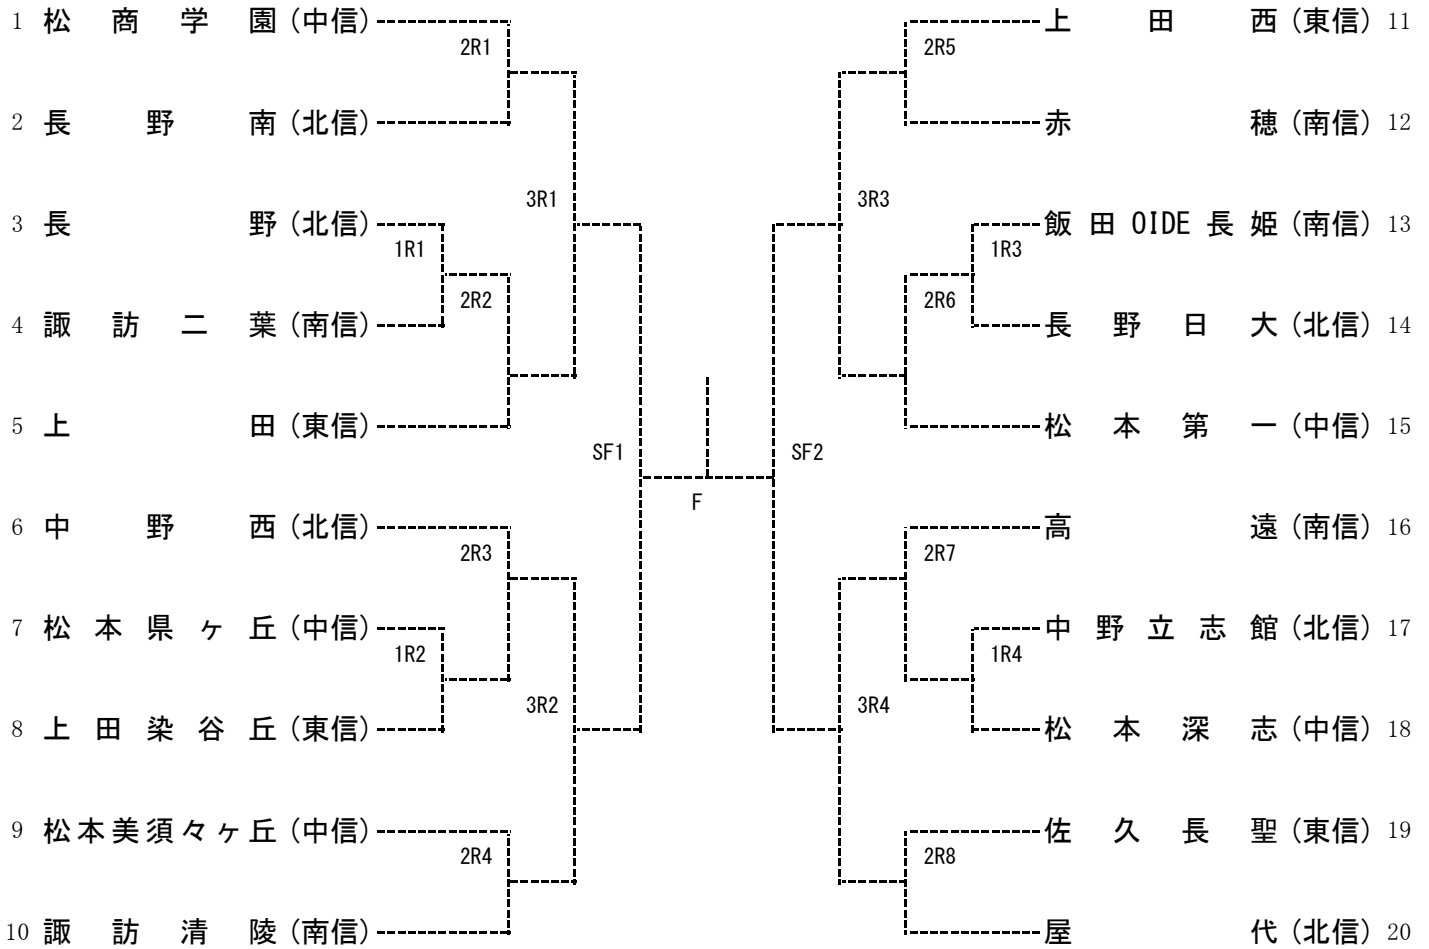 1 松商学園 (中信) 上田西 (東信) 11
2R1 2R5
2 長野南 (北信) 赤穂 (南信) 12
3R1 3R3
3 長野 (北信) 飯田OIDE長姫 (南信) 13
1R1 1R3
2R2 2R6
4 諏訪二葉 (南信) 長野日大 (北信) 14
5 上田 (東信) 松本第一 (中信) 15
SF1 SF2
F
6 中野西 (北信) 高遠 (南信) 16
2R3 2R7
7 松本県ヶ丘 (中信) 中野立志館 (北信) 17
1R2 1R4
3R2 3R4
8 上田染谷丘 (東信) 松本深志 (中信) 18
9 松本美須々ヶ丘 (中信) 佐久長聖 (東信) 19
2R4 2R8
10 諏訪清陵 (南信) 屋代 (北信) 20